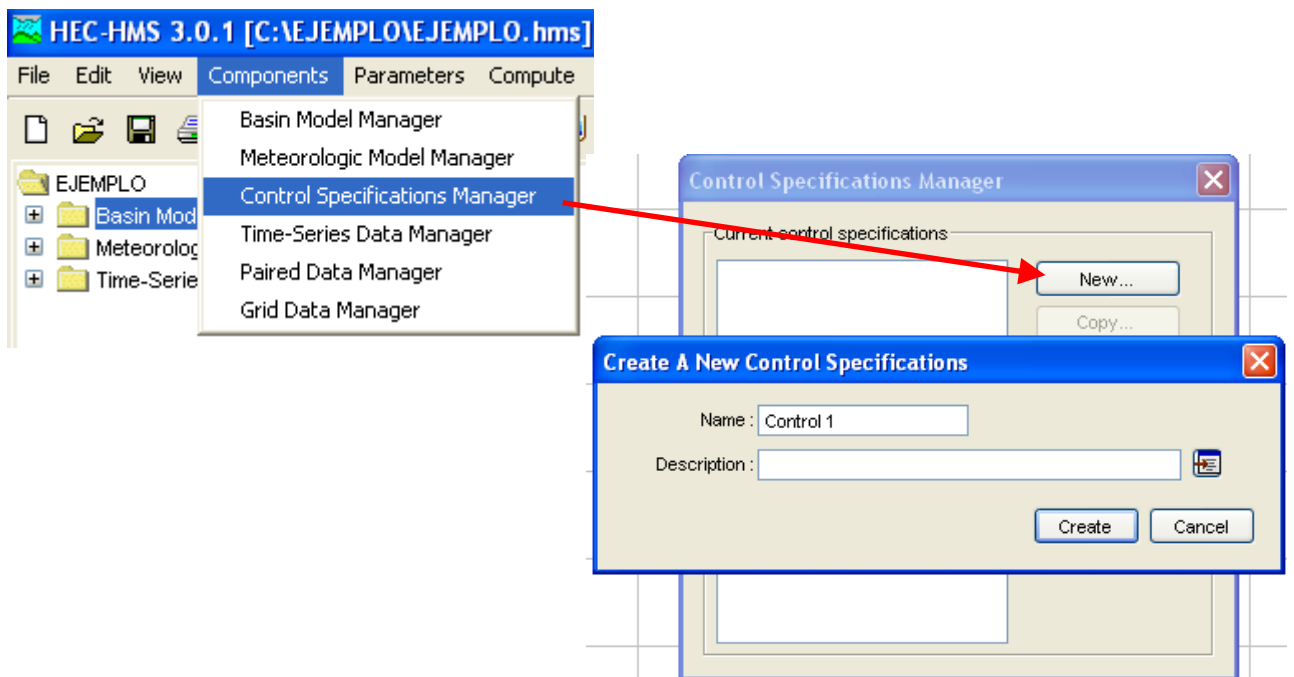 HEC-HMS 3.0.1 [C:\EJEMPLO\EJEMPLO.hms]
File Edit View Components Parameters Compute
Basin Model Manager
Meteorologic Model Manager
Control Specifications Manager
Time-Series Data Manager
Paired Data Manager
Grid Data Manager
EJEMPLO
Basin Mod
Meteorolog
Time-Serie
Control Specifications Manager
Current control specifications
New...
Copy...
Create A New Control Specifications
Name : Control 1
Description :
Create Cancel